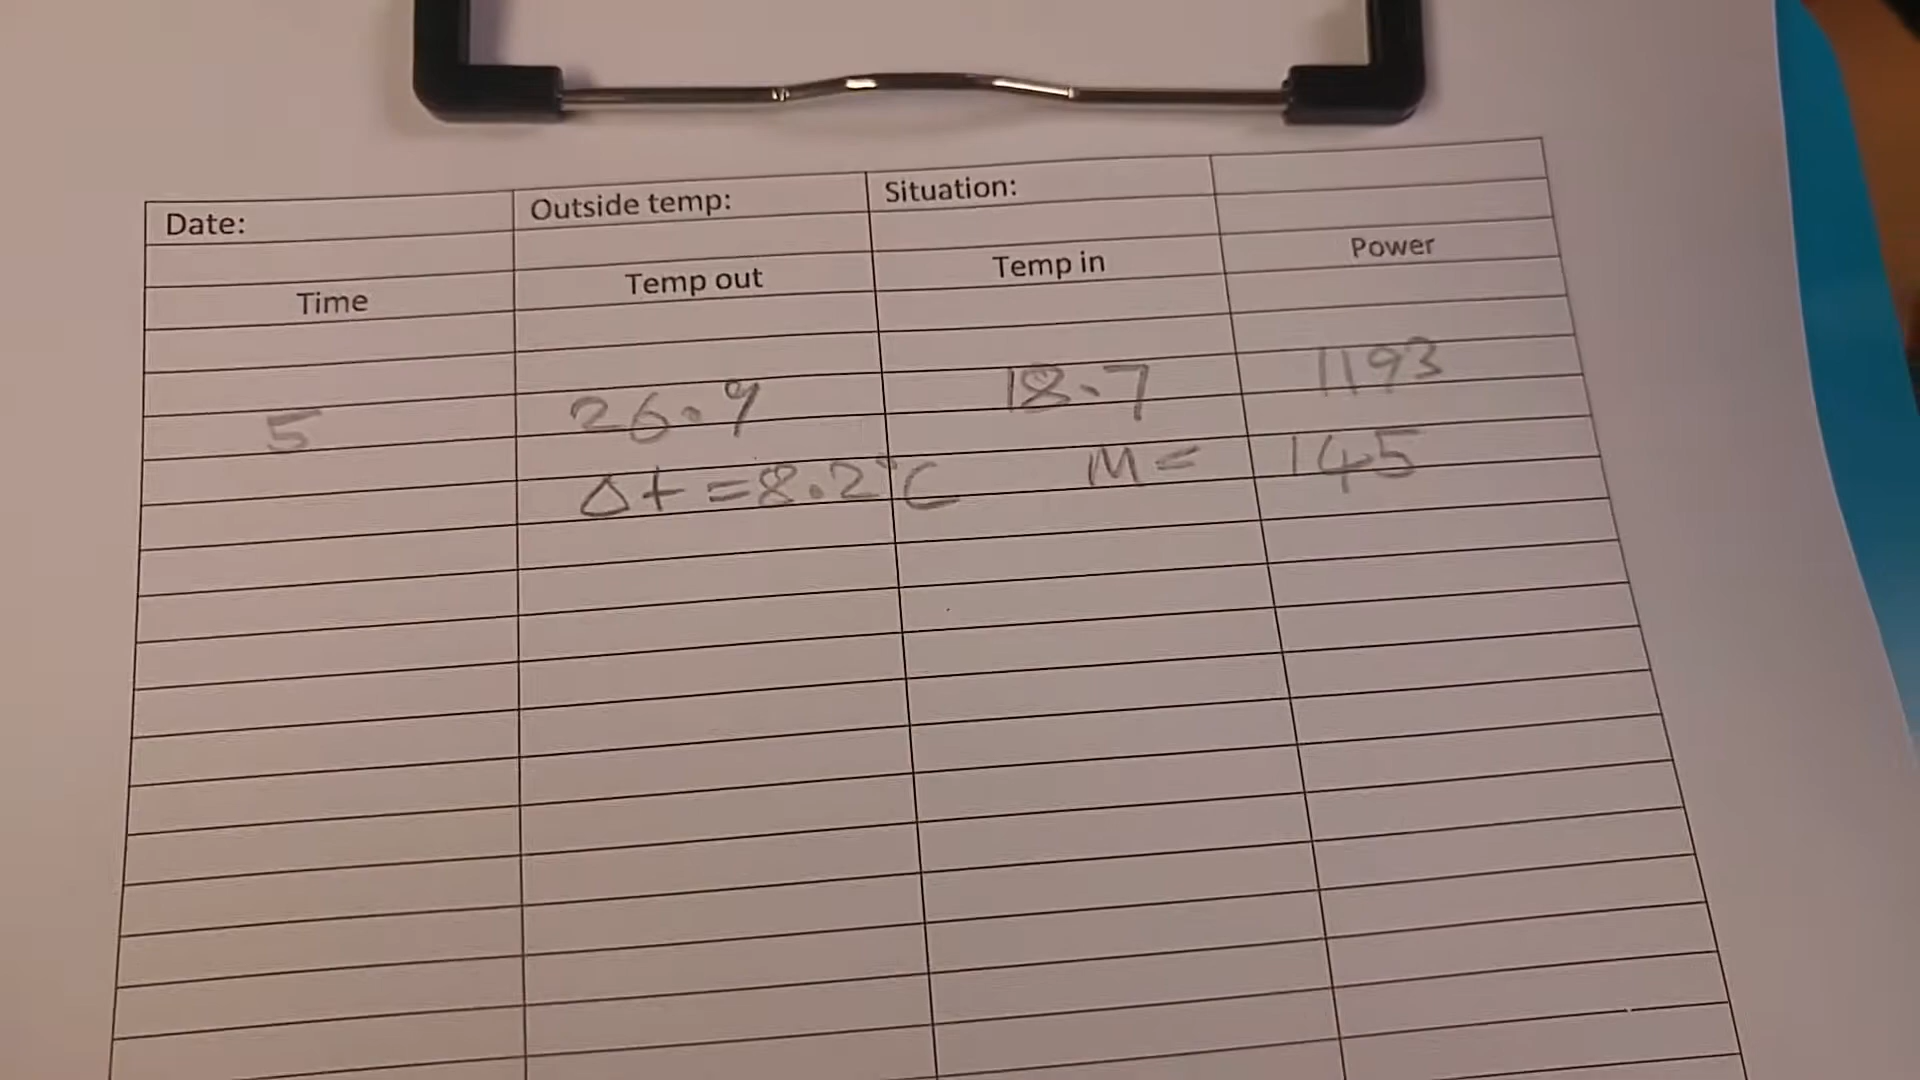 Date: Outside temp: Situation:
Time Temp out Temp in Power
5 26.9 18.7 1193
Δt = 8.2°C M = 145